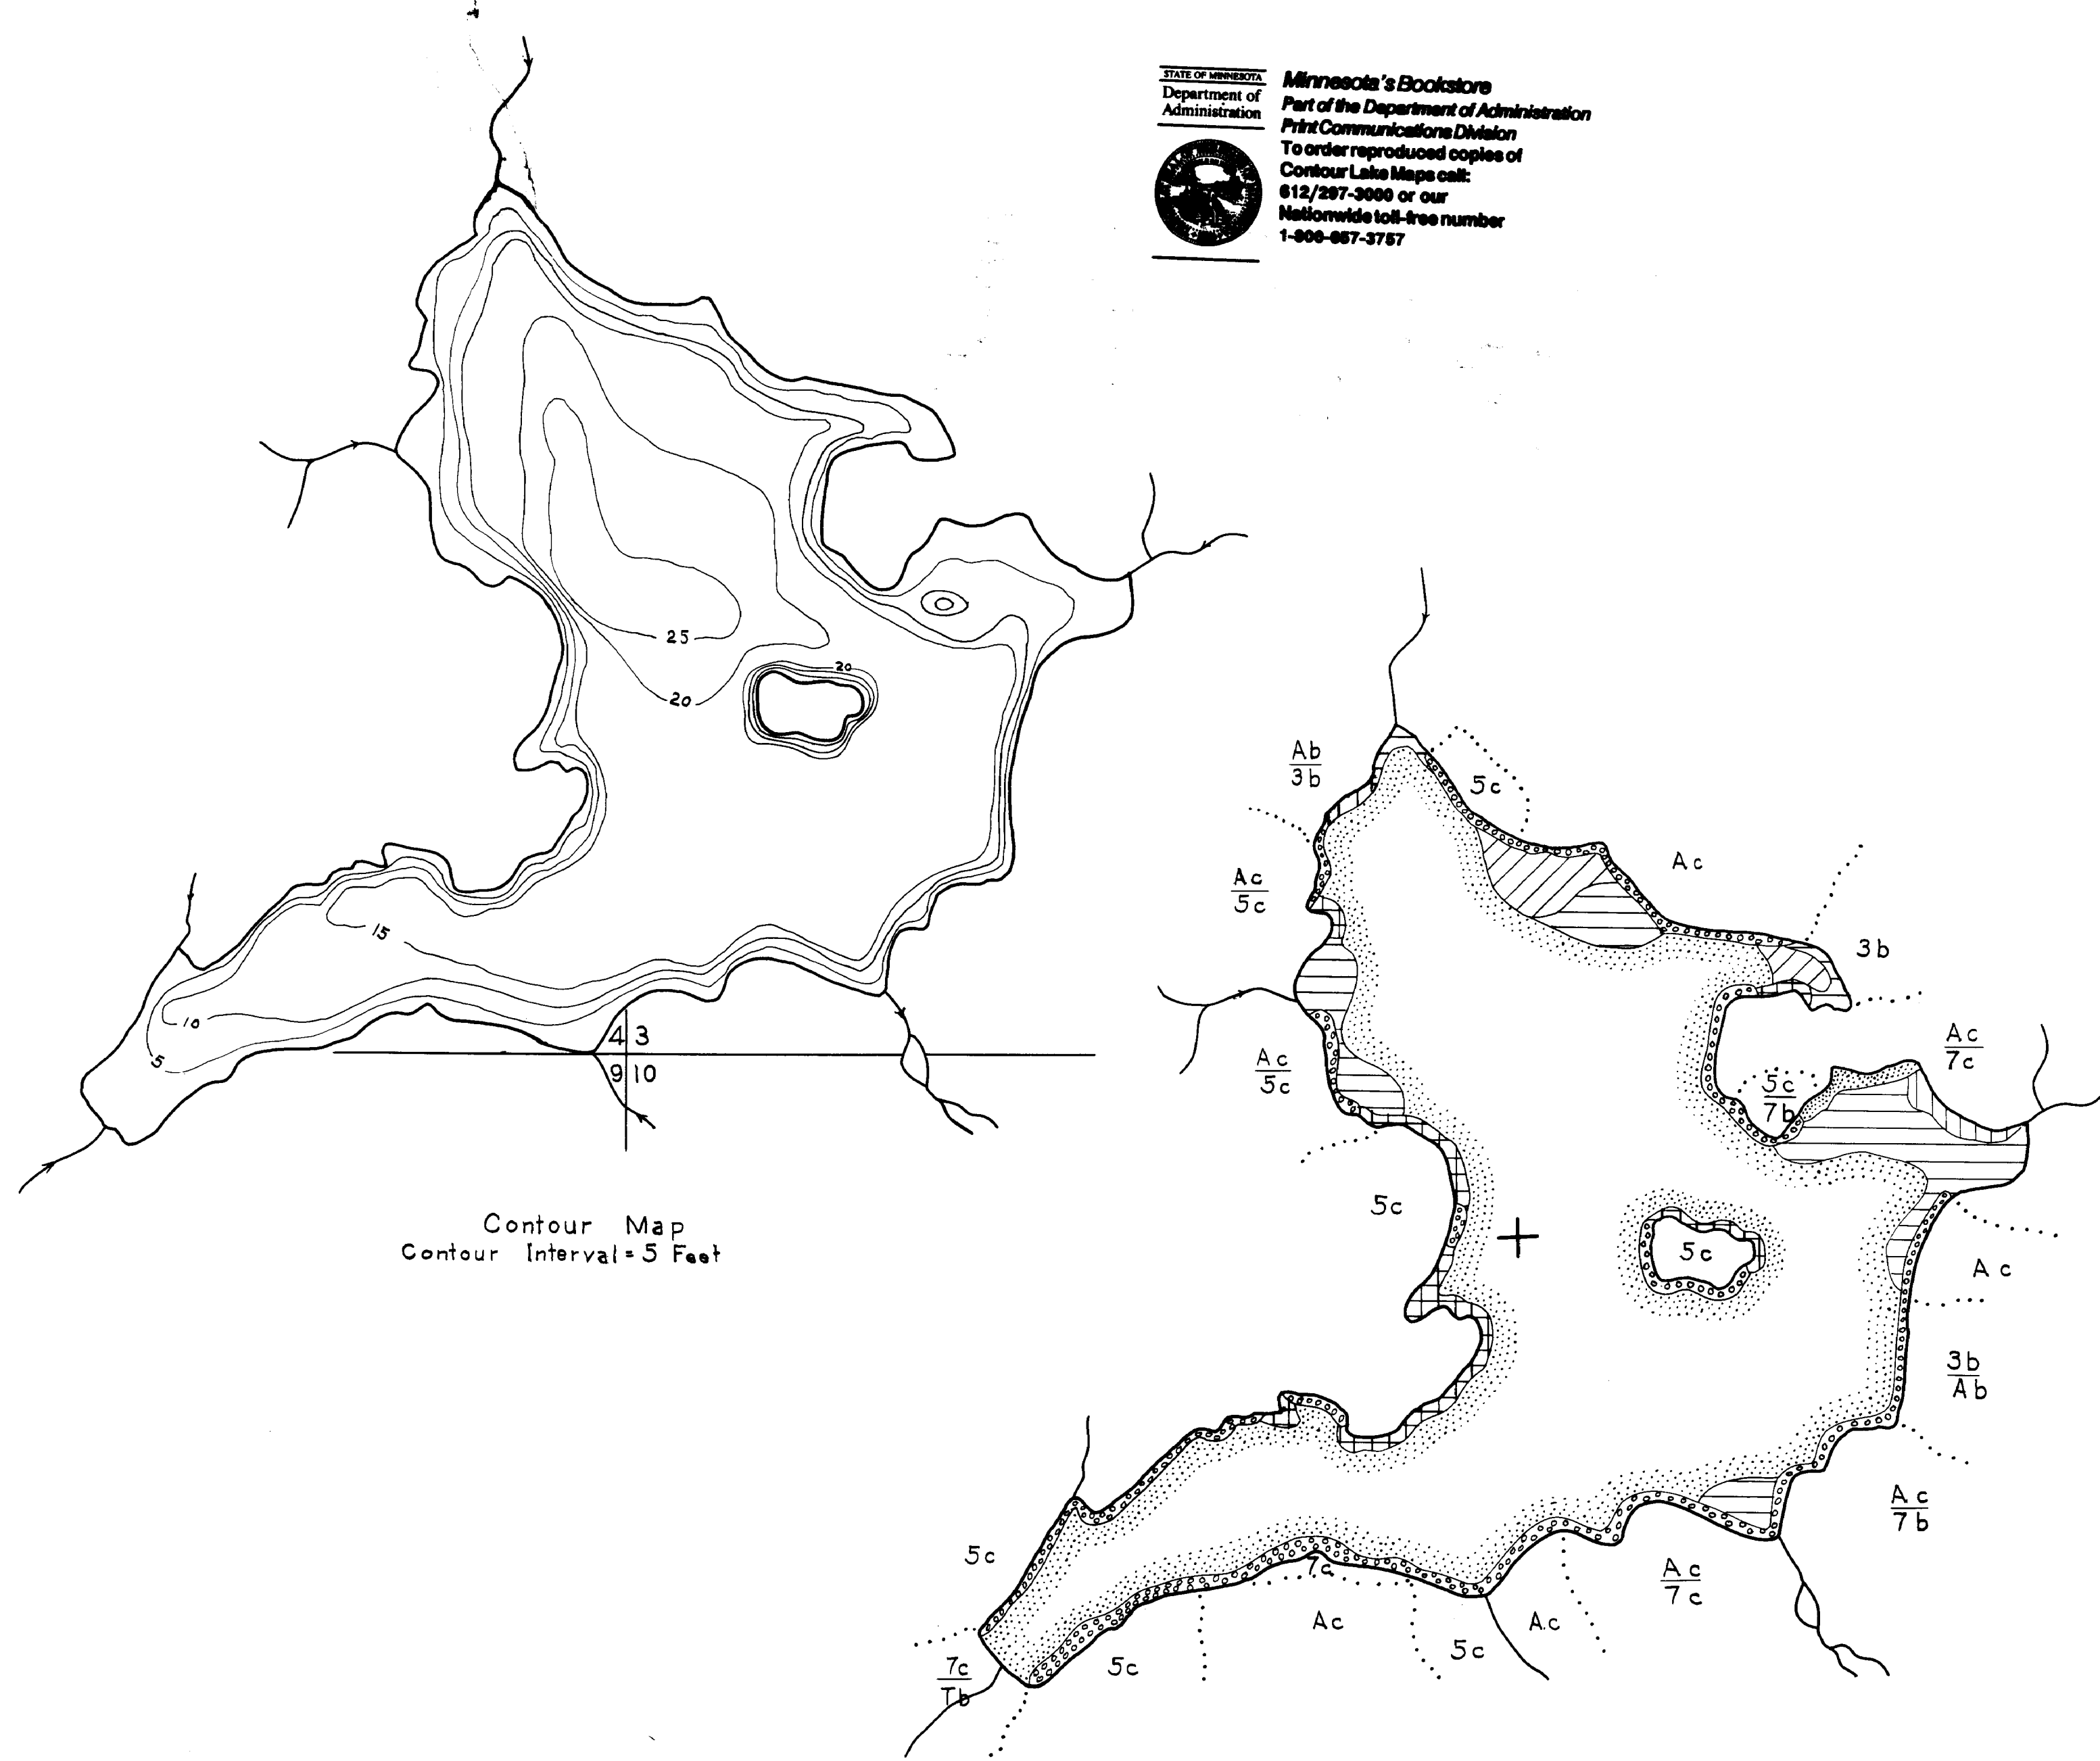 STATE OF MINNESOTA
Department of
Administration
Minnesota's Bookstore
Part of the Department of Administration
Print Communications Division
To order reproduced copies of
Contour Lake Maps call:
612/297-3000 or our
Nationwide toll-free number
1-800-657-3757
25
20
20
15
10
5
4 3
9 10
Contour Map
Contour Interval = 5 Feet
Ab
3b
5c
Ac
Ac
5c
3b
Ac
5c
Ac
7c
5c
7b
5c
5c
Ac
3b
Ab
Ac
7b
5c
7c
Ac
7c
Ac
Ac
5c
5c
7c
Tb